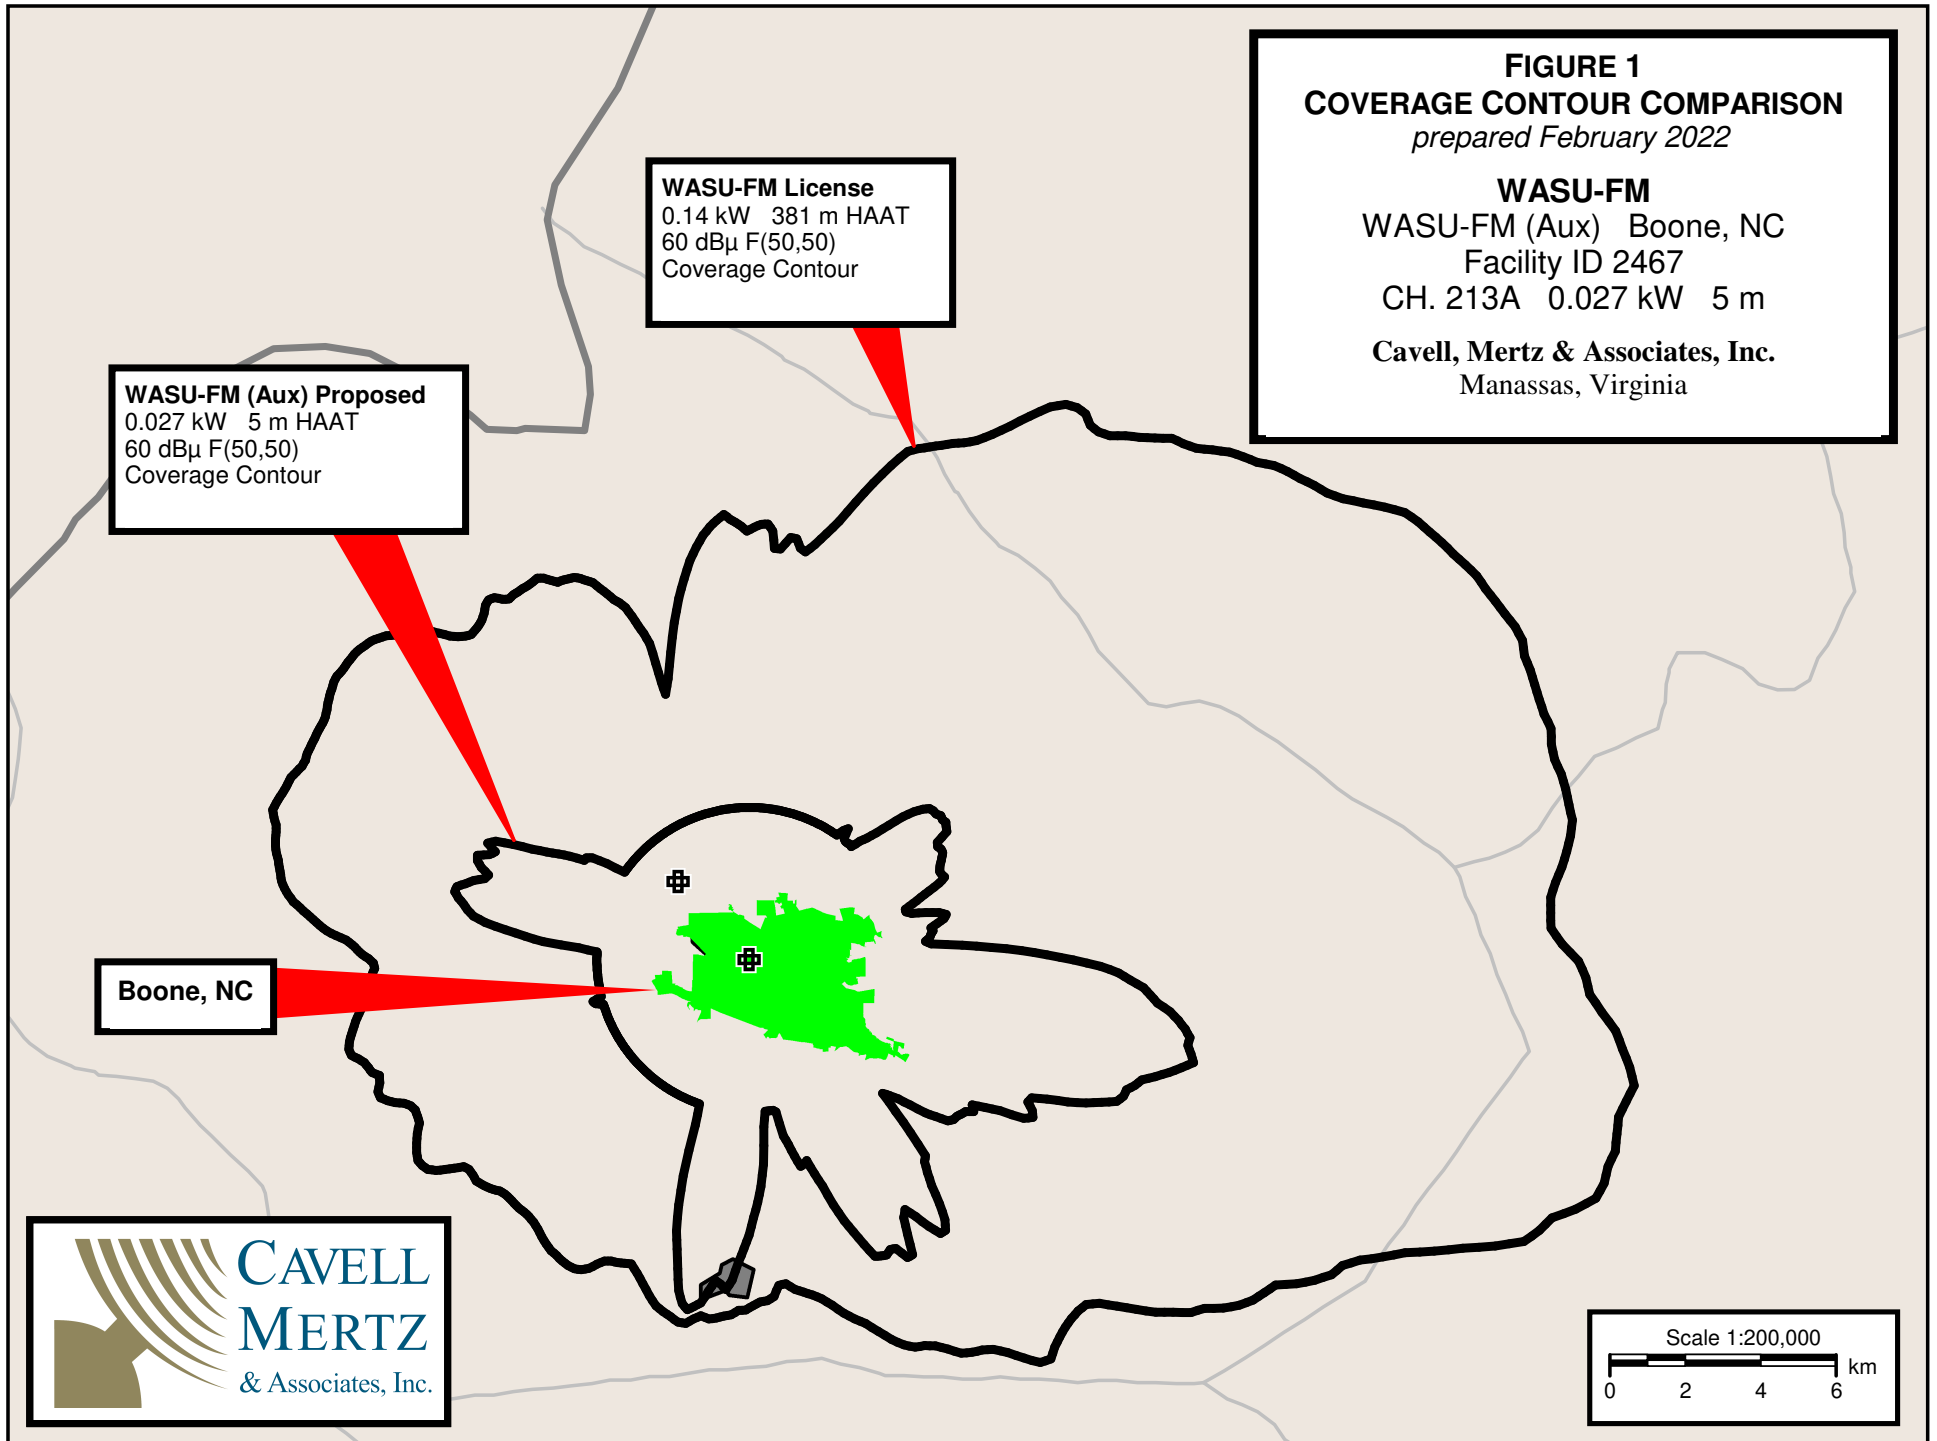 FIGURE 1
COVERAGE CONTOUR COMPARISON
prepared February 2022
WASU-FM
WASU-FM (Aux) Boone, NC
Facility ID 2467
CH. 213A 0.027 kW 5 m
Cavell, Mertz & Associates, Inc.
Manassas, Virginia
WASU-FM License
0.14 kW 381 m HAAT
60 dBµ F(50,50)
Coverage Contour
WASU-FM (Aux) Proposed
0.027 kW 5 m HAAT
60 dBµ F(50,50)
Coverage Contour
Boone, NC
CAVELL
MERTZ
& Associates, Inc.
Scale 1:200,000
km
0 2 4 6